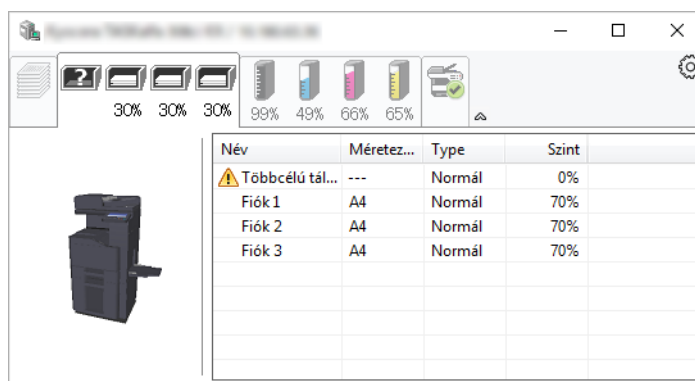 ?
30% 30% 30% 99% 49% 66% 65%
Név Méretez... Type Szint
Többcélú tál... --- Normál 0%
Fiók 1 A4 Normál 70%
Fiók 2 A4 Normál 70%
Fiók 3 A4 Normál 70%